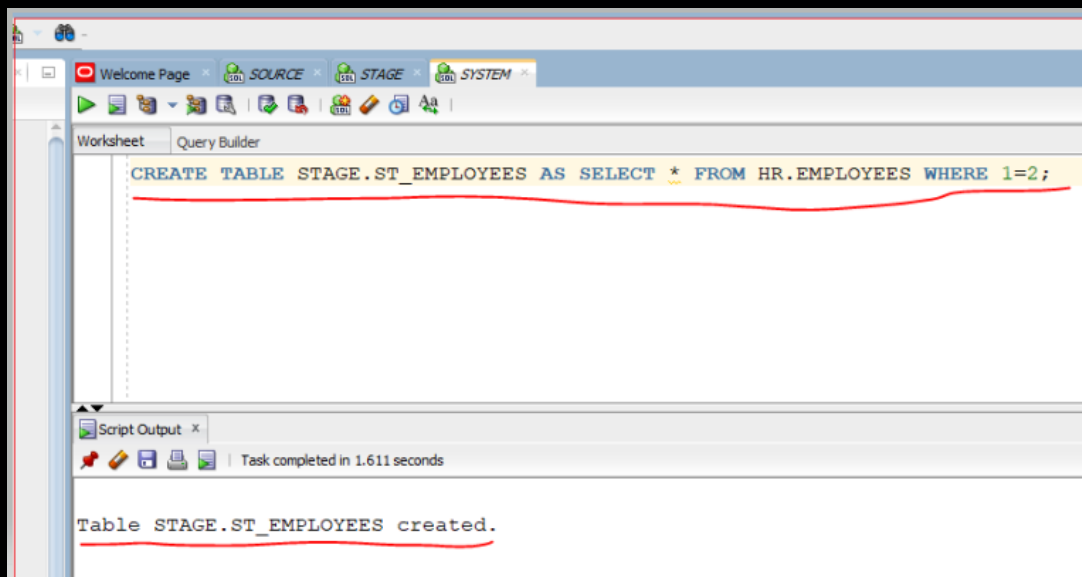 Welcome Page SOURCE STAGE SYSTEM
Worksheet Query Builder
CREATE TABLE STAGE.ST_EMPLOYEES AS SELECT * FROM HR.EMPLOYEES WHERE 1=2;
Script Output
Task completed in 1.611 seconds
Table STAGE.ST_EMPLOYEES created.